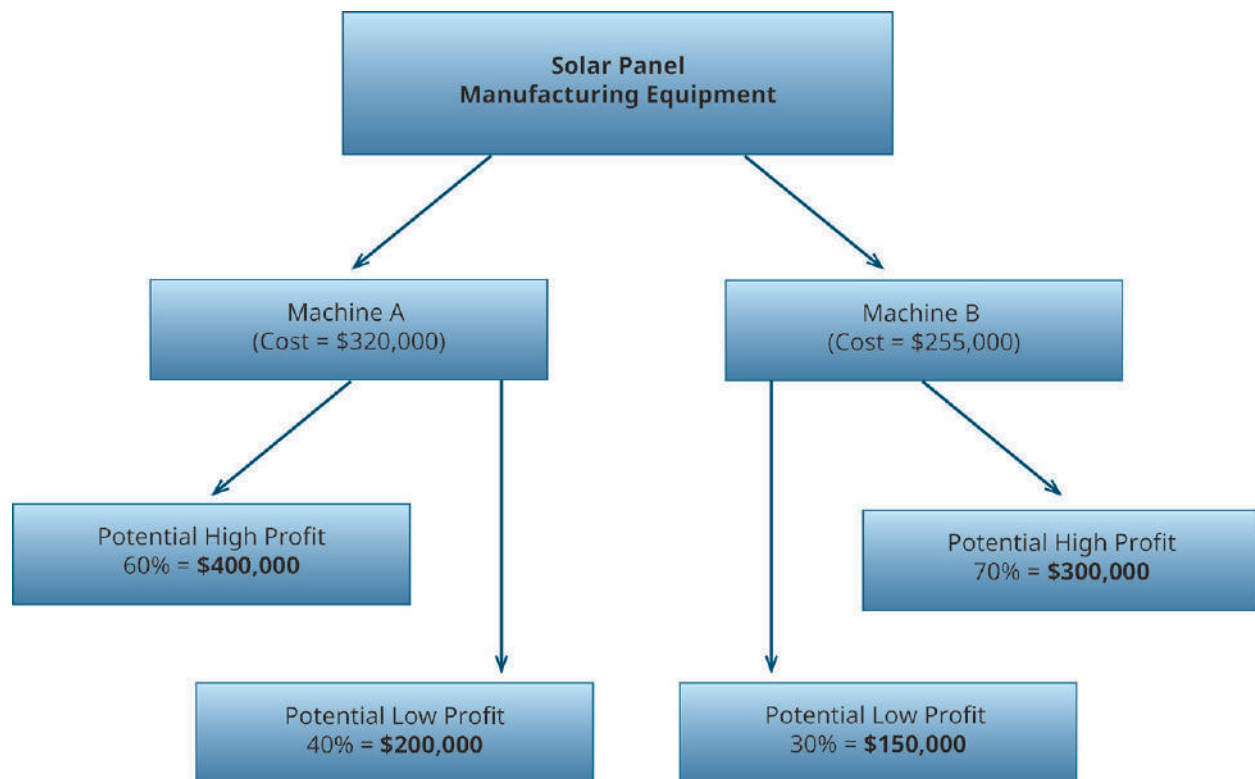 Solar Panel
Manufacturing Equipment
Machine A
(Cost = $320,000)
Machine B
(Cost = $255,000)
Potential High Profit
60% = $400,000
Potential High Profit
70% = $300,000
Potential Low Profit
40% = $200,000
Potential Low Profit
30% = $150,000